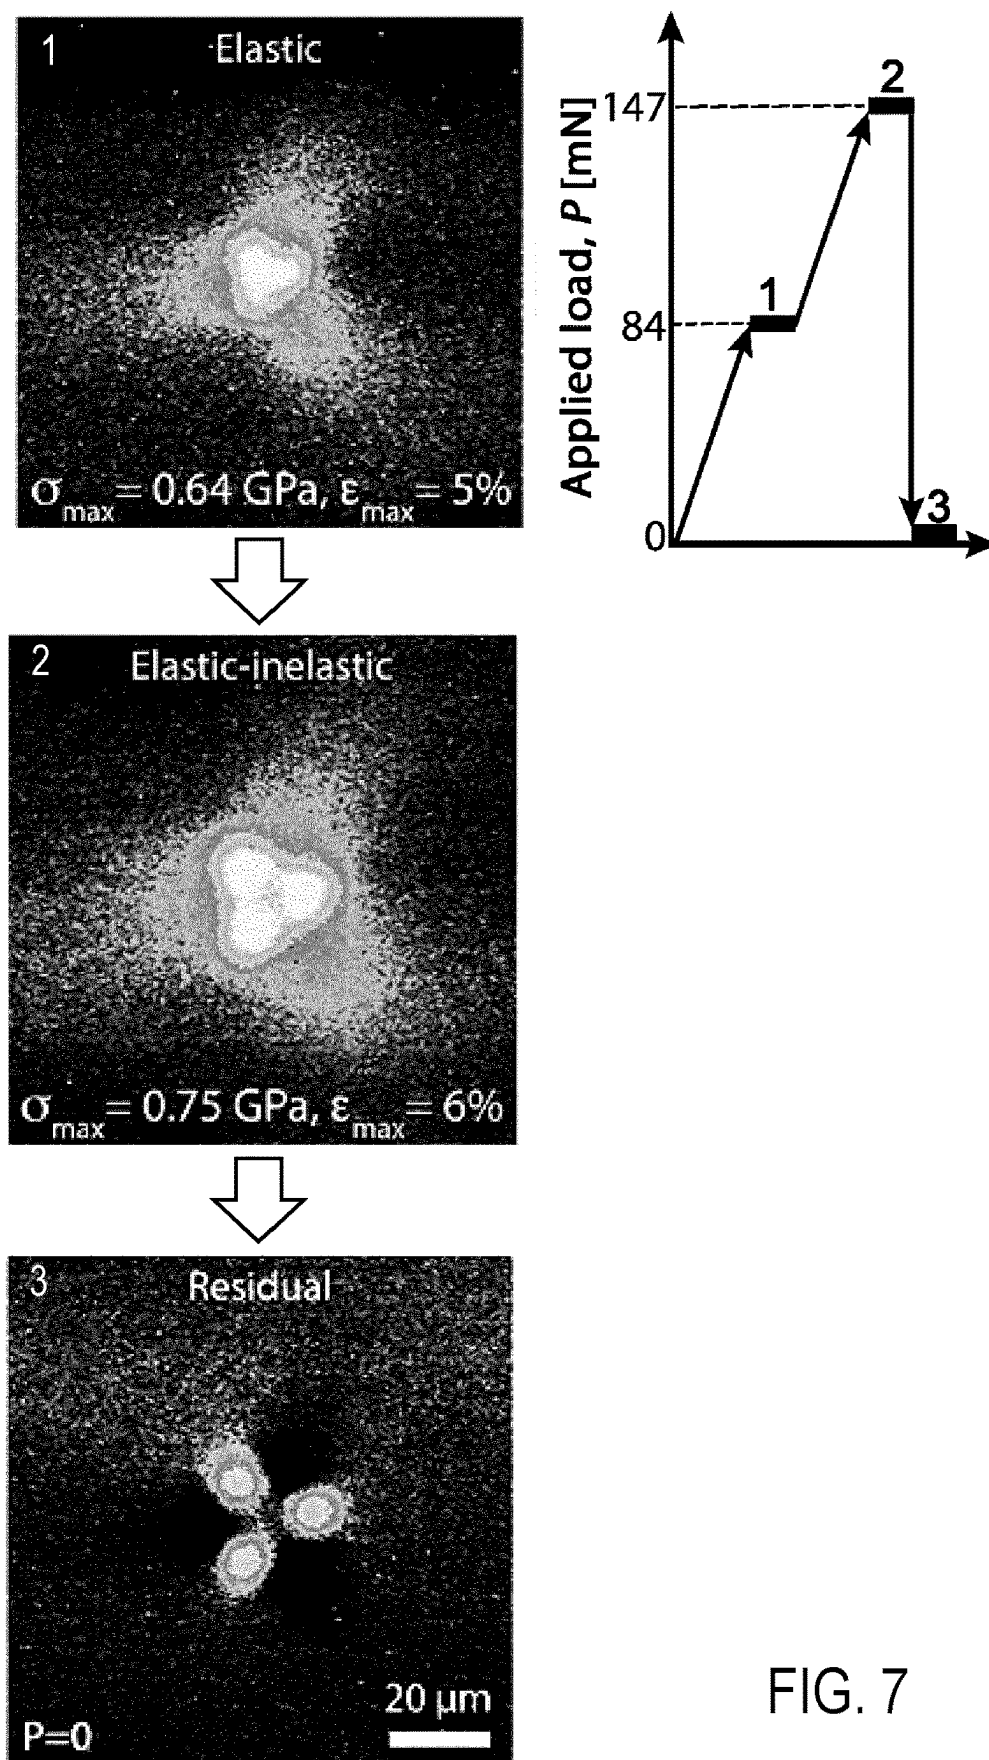 1
Elastic
σmax = 0.64 GPa, εmax = 5%
Applied load, P [mN]
147
84
0
1
2
3
2
Elastic-inelastic
σmax = 0.75 GPa, εmax = 6%
3
Residual
P=0
20 µm
FIG. 7